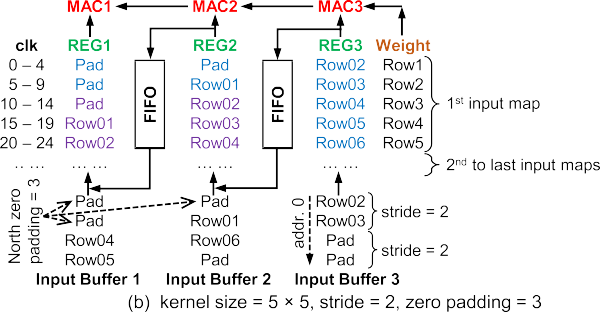 MAC1 MAC2 MAC3
clk REG1 REG2 REG3 Weight
0 – 4 Pad Pad Row02 Row1
5 – 9 Pad Row01 Row03 Row2
10 – 14 Pad Row02 Row04 Row3
15 – 19 Row01 Row03 Row05 Row4
20 – 24 Row02 Row04 Row06 Row5
FIFO
FIFO
1st input map
... ... ... ... ... ... ... ... 2nd to last input maps
North zero
padding = 3
Pad Pad Row02
Pad Row01 Row03
Row04 Row06 Pad
Row05 Pad Pad
addr. 0
stride = 2
stride = 2
Input Buffer 1 Input Buffer 2 Input Buffer 3
(b) kernel size = 5 × 5, stride = 2, zero padding = 3